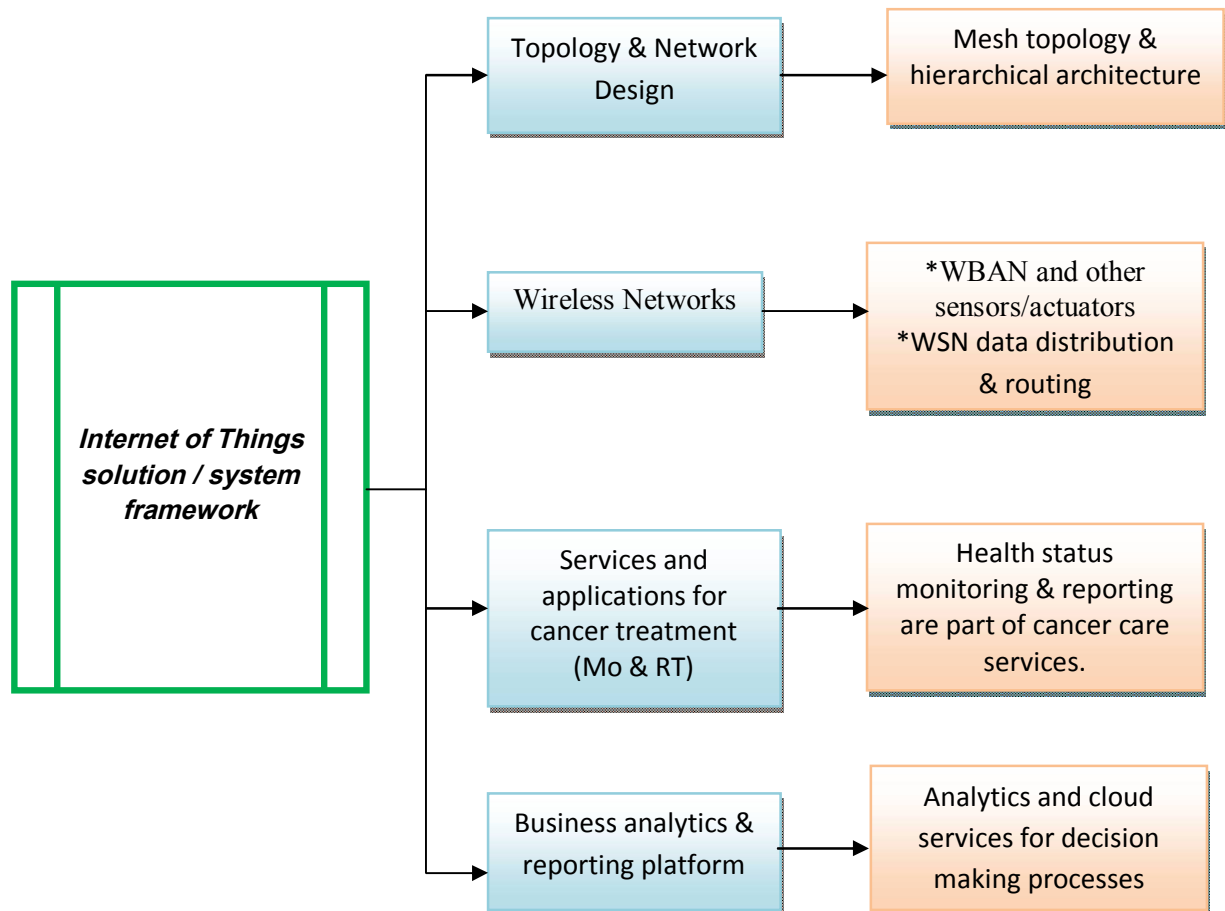 Topology & Network
Design
Mesh topology &
hierarchical architecture
Wireless Networks
*WBAN and other
sensors/actuators
*WSN data distribution
& routing
Internet of Things
solution / system
framework
Services and
applications for
cancer treatment
(Mo & RT)
Health status
monitoring & reporting
are part of cancer care
services.
Business analytics &
reporting platform
Analytics and cloud
services for decision
making processes